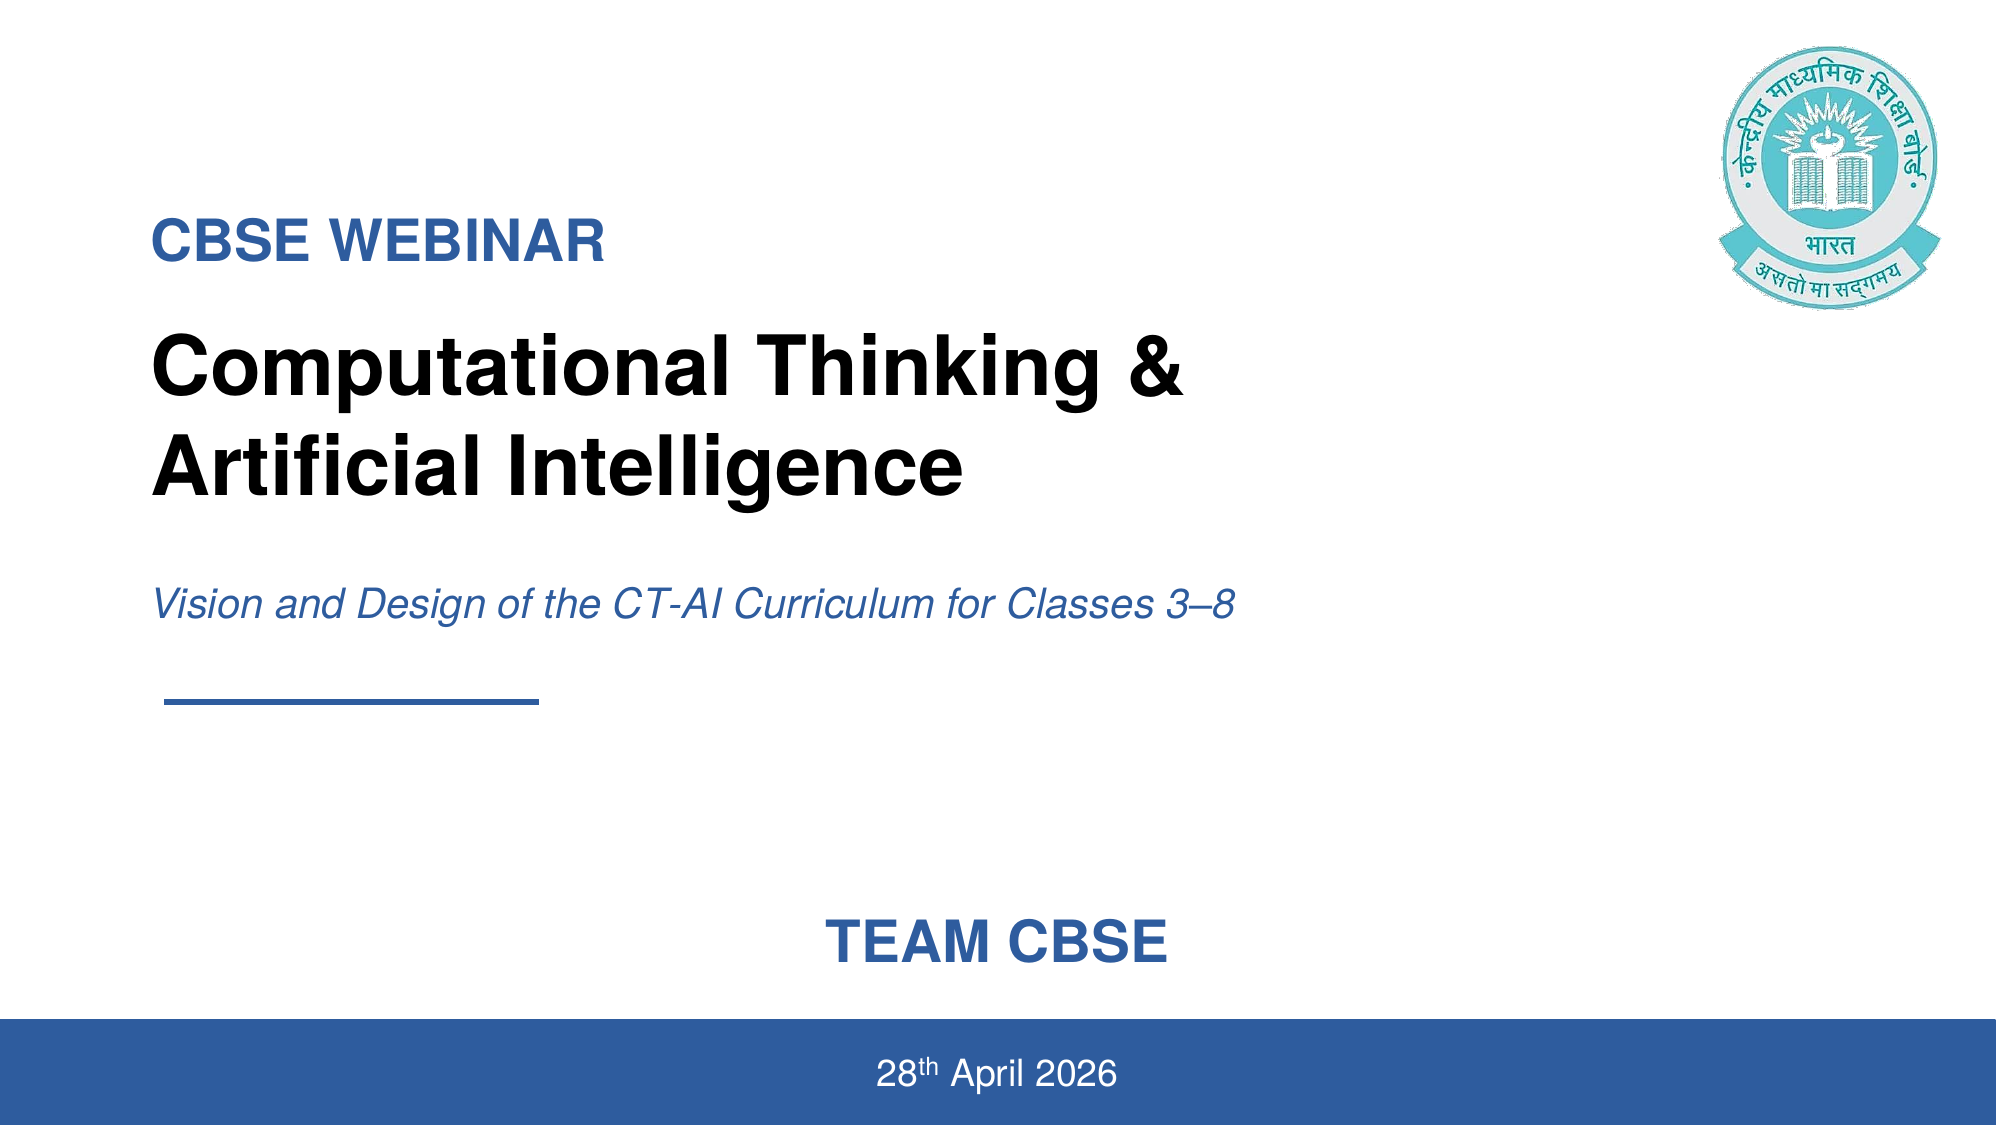 केन्द्रीय माध्यमिक शिक्षा बोर्ड
भारत
असतो मा सद्गमय
CBSE WEBINAR
Computational Thinking &
Artificial Intelligence
Vision and Design of the CT-AI Curriculum for Classes 3–8
TEAM CBSE
28th April 2026